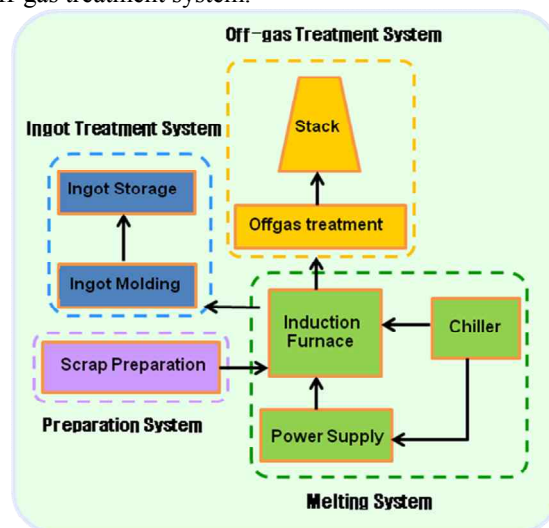 off-gas treatment system.
Off-gas Treatment System
Stack
Ingot Treatment System
Ingot Storage
Offgas treatment
Ingot Molding
Induction
Furnace
Chiller
Scrap Preparation
Preparation System
Power Supply
Melting System